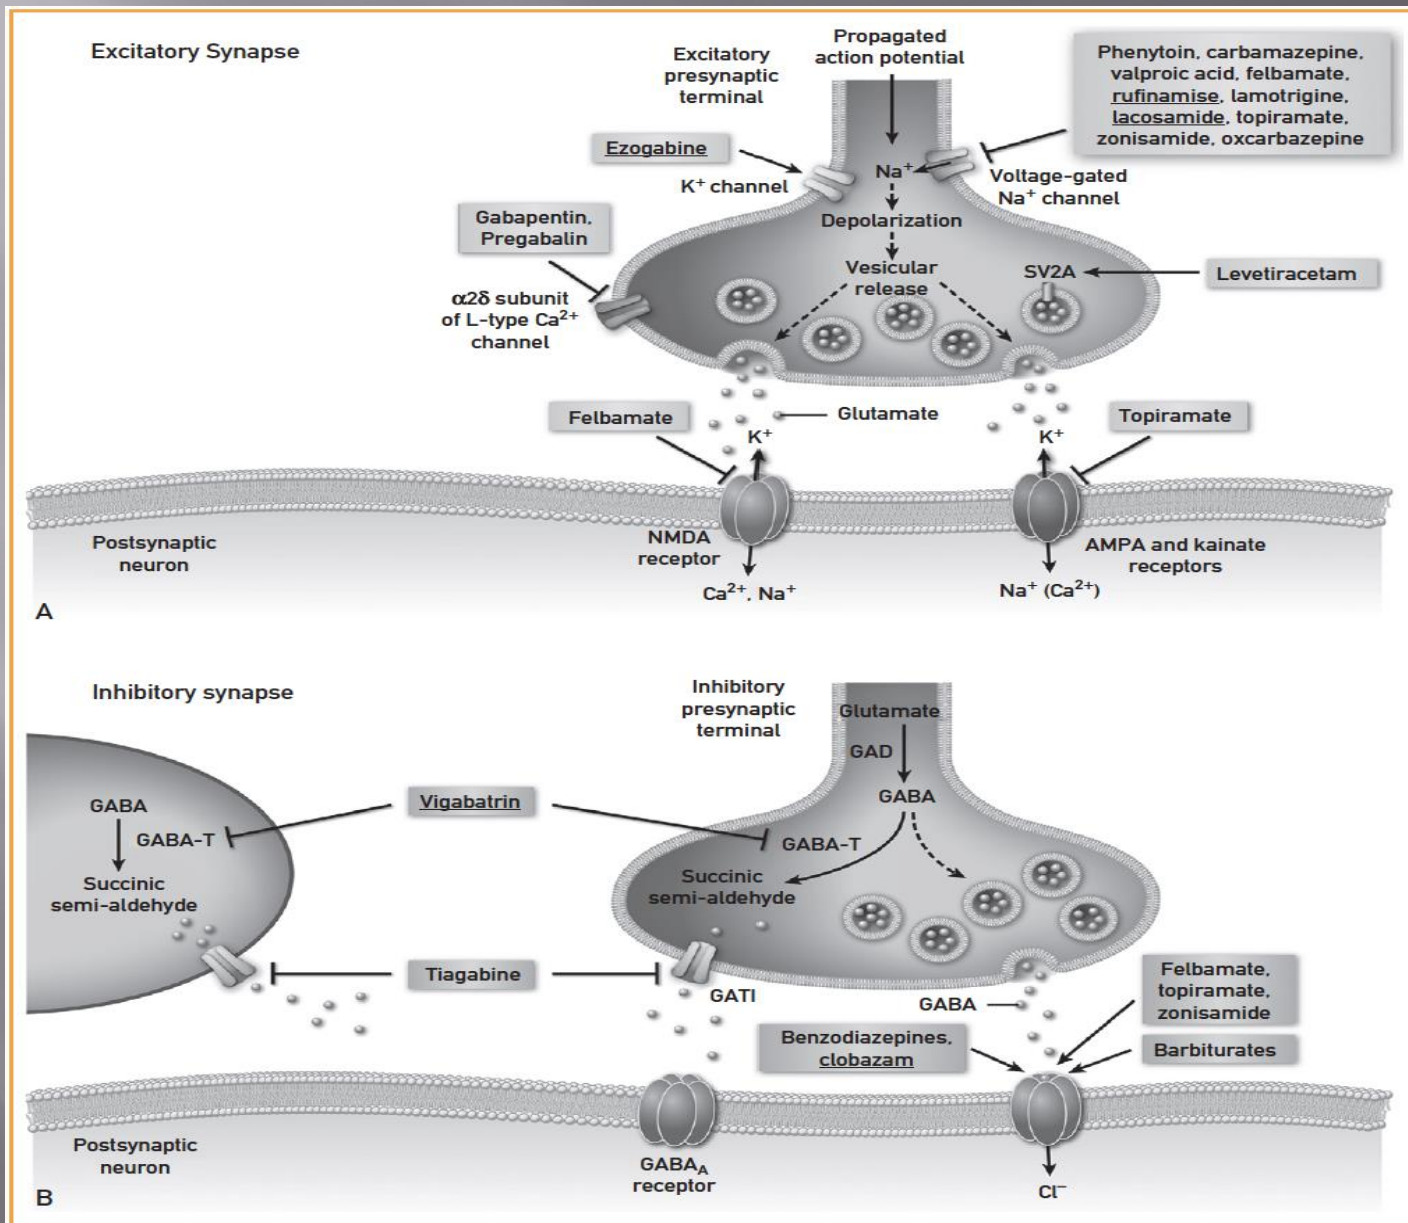 Excitatory Synapse
Excitatory
presynaptic
terminal
Propagated
action potential
Phenytoin, carbamazepine,
valproic acid, felbamate,
rufinamise, lamotrigine,
lacosamide, topiramate,
zonisamide, oxcarbazepine
Ezogabine
K⁺ channel
Na⁺
Voltage-gated
Na⁺ channel
Depolarization
Gabapentin,
Pregabalin
Vesicular
release
SV2A
Levetiracetam
α2δ subunit
of L-type Ca²⁺
channel
Felbamate
Glutamate
Topiramate
K⁺
K⁺
Postsynaptic
neuron
NMDA
receptor
AMPA and kainate
receptors
Ca²⁺, Na⁺
Na⁺ (Ca²⁺)
A
Inhibitory synapse
Inhibitory
presynaptic
terminal
Glutamate
GAD
GABA
GABA
GABA-T
Vigabatrin
GABA-T
Succinic
semi-aldehyde
Succinic
semi-aldehyde
Tiagabine
GATI
GABA
Felbamate,
topiramate,
zonisamide
Benzodiazepines,
clobazam
Barbiturates
Postsynaptic
neuron
GABA_A
receptor
Cl⁻
B